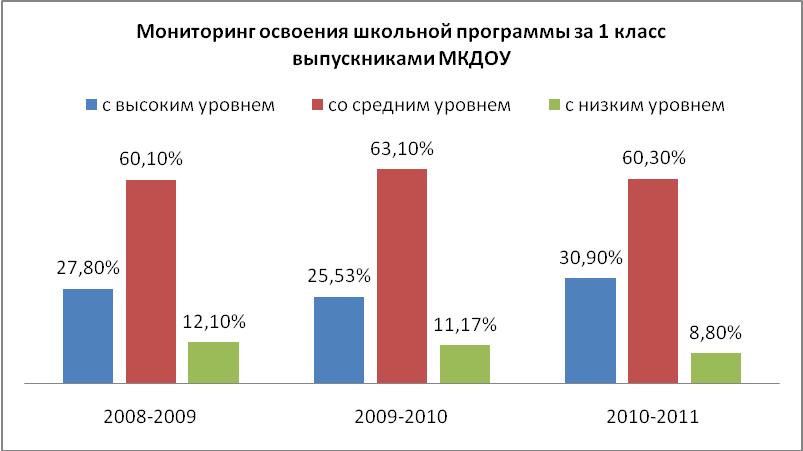 Мониторинг освоения школьной программы за 1 класс
выпускниками МКДОУ
с высоким уровнем со средним уровнем с низким уровнем
60,10% 63,10% 60,30%
27,80% 25,53% 30,90%
12,10% 11,17% 8,80%
2008-2009 2009-2010 2010-2011